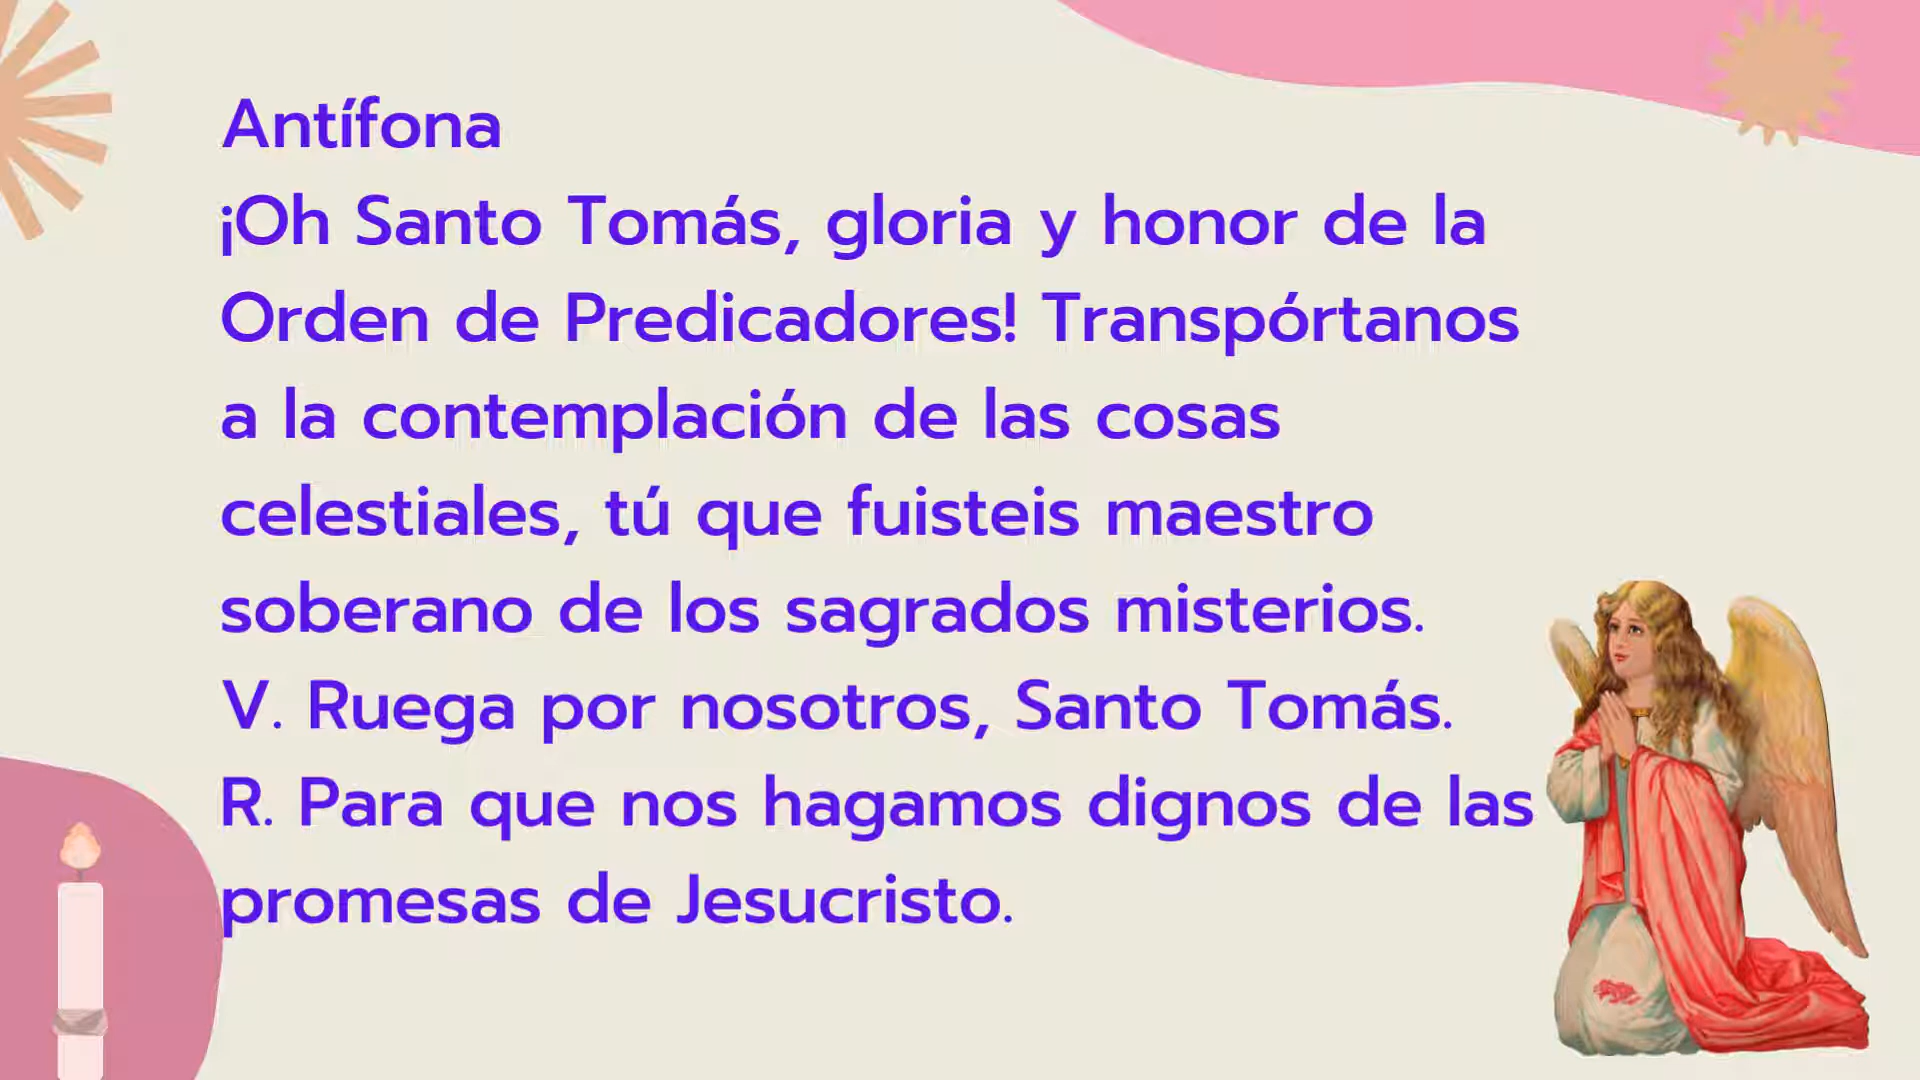 Antífona
¡Oh Santo Tomás, gloria y honor de la
Orden de Predicadores! Transpórtanos
a la contemplación de las cosas
celestiales, tú que fuisteis maestro
soberano de los sagrados misterios.
V. Ruega por nosotros, Santo Tomás.
R. Para que nos hagamos dignos de las
promesas de Jesucristo.